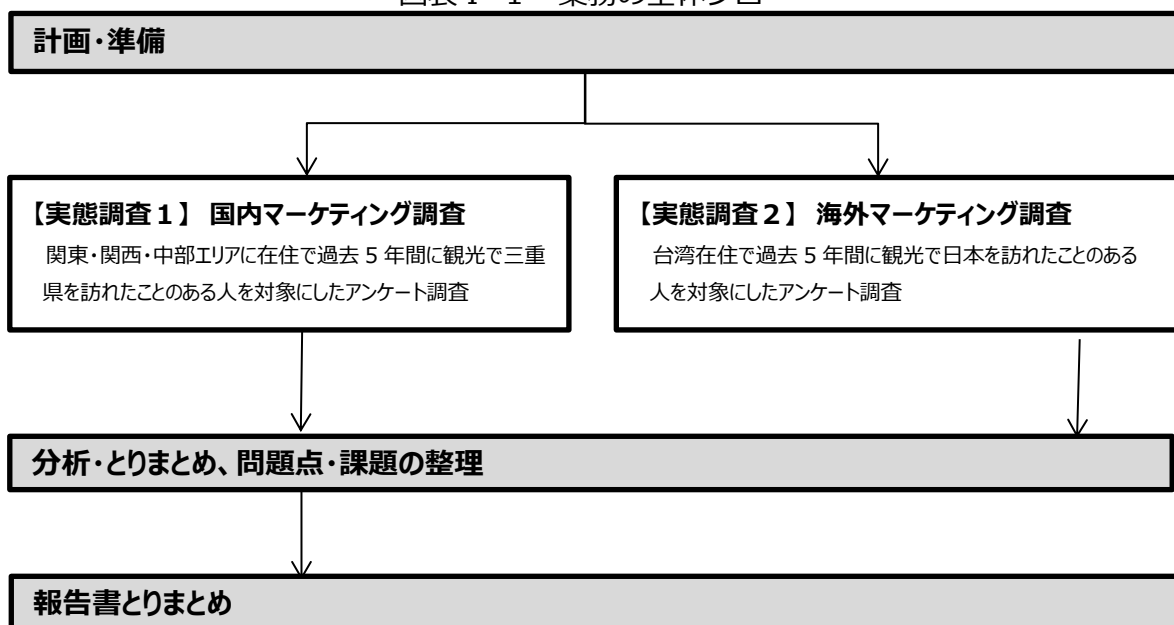 計画・準備
【実態調査１】 国内マーケティング調査
関東・関西・中部エリアに在住で過去 5 年間に観光で三重
県を訪れたことのある人を対象にしたアンケート調査
【実態調査２】 海外マーケティング調査
台湾在住で過去 5 年間に観光で日本を訪れたことのある
人を対象にしたアンケート調査
分析・とりまとめ、問題点・課題の整理
報告書とりまとめ